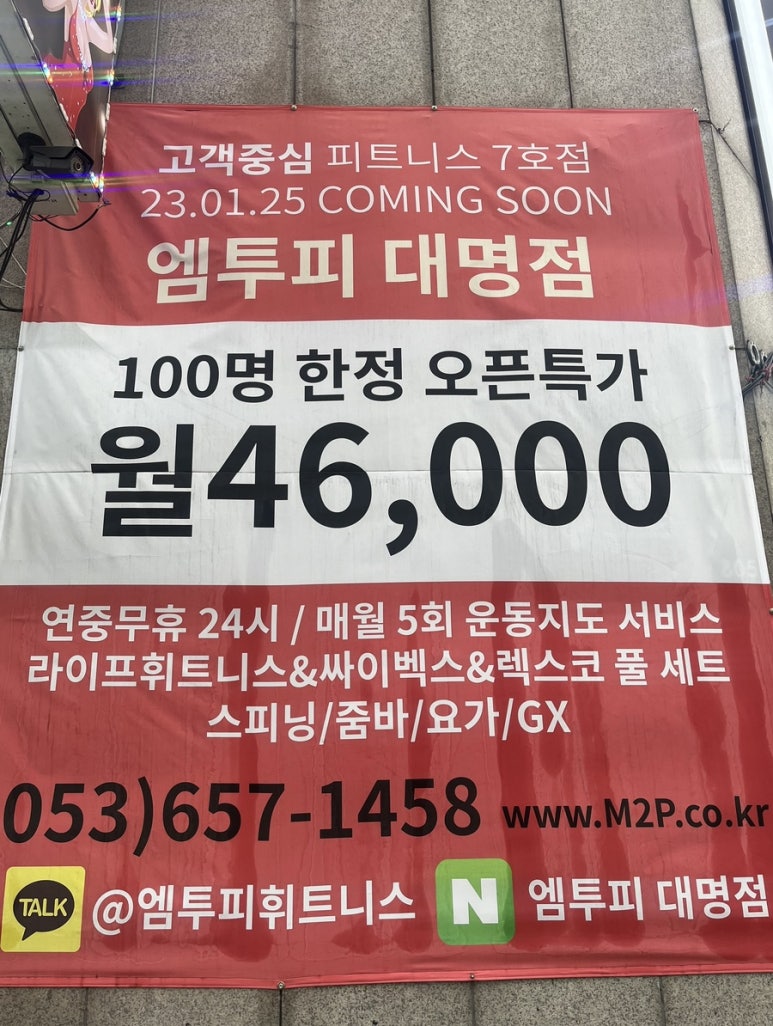 고객중심 피트니스 7호점
23.01.25 COMING SOON
엠투피 대명점
100명 한정 오픈특가
월46,000
연중무휴 24시 / 매월 5회 운동지도 서비스
라이프휘트니스&싸이벡스&렉스코 풀 세트
스피닝/줌바/요가/GX
053)657-1458 www.M2P.co.kr
TALK @엠투피휘트니스 N 엠투피 대명점